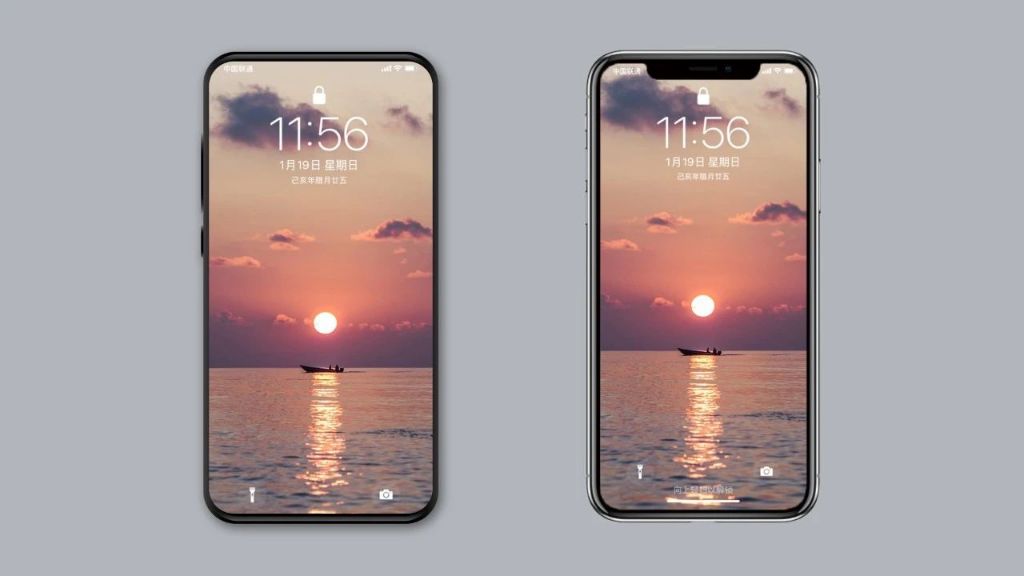 中国联通
11:56
1月19日 星期日
己亥年腊月廿五
中国联通
11:56
1月19日 星期日
己亥年腊月廿五
向上轻扫以解锁